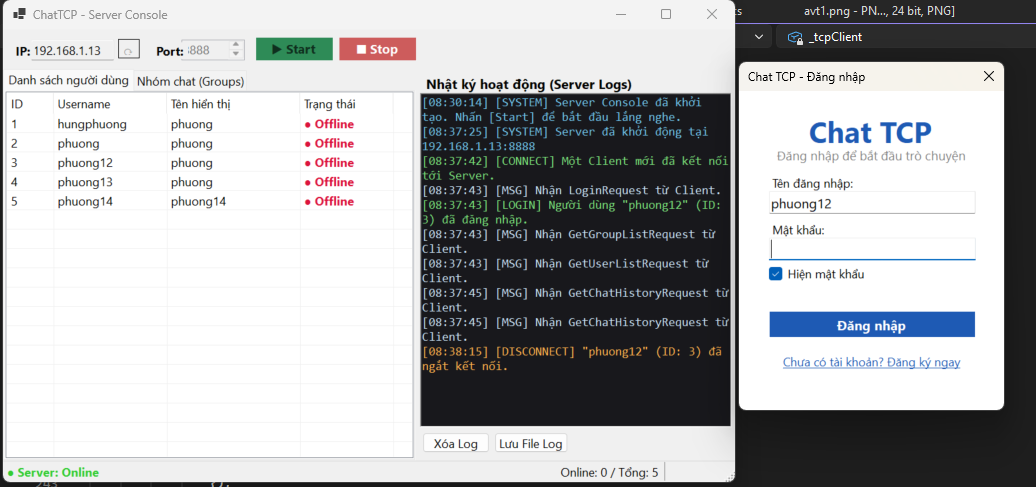 ChatTCP - Server Console
IP: 192.168.1.13 Port: 8888 Start Stop
Danh sách người dùng Nhóm chat (Groups)
ID Username Tên hiển thị Trạng thái
1 hungphuong phuong Offline
2 phuong phuong Offline
3 phuong12 phuong Offline
4 phuong13 phuong Offline
5 phuong14 phuong14 Offline
Nhật ký hoạt động (Server Logs)
[08:30:14] [SYSTEM] Server Console đã khởi
tạo. Nhấn [Start] để bắt đầu lắng nghe.
[08:37:25] [SYSTEM] Server đã khởi động tại
192.168.1.13:8888
[08:37:42] [CONNECT] Một Client mới đã kết nối
tới Server.
[08:37:43] [MSG] Nhận LoginRequest từ Client.
[08:37:43] [LOGIN] Người dùng "phuong12" (ID:
3) đã đăng nhập.
[08:37:43] [MSG] Nhận GetGroupListRequest từ
Client.
[08:37:43] [MSG] Nhận GetUserListRequest từ
Client.
[08:37:45] [MSG] Nhận GetChatHistoryRequest từ
Client.
[08:37:45] [MSG] Nhận GetChatHistoryRequest từ
Client.
[08:38:15] [DISCONNECT] "phuong12" (ID: 3) đã
ngắt kết nối.
Xóa Log Lưu File Log
Server: Online Online: 0 / Tổng: 5
avt1.png - PN..., 24 bit, PNG]
_tcpClient
Chat TCP - Đăng nhập
Chat TCP
Đăng nhập để bắt đầu trò chuyện
Tên đăng nhập:
phuong12
Mật khẩu:
Hiện mật khẩu
Đăng nhập
Chưa có tài khoản? Đăng ký ngay